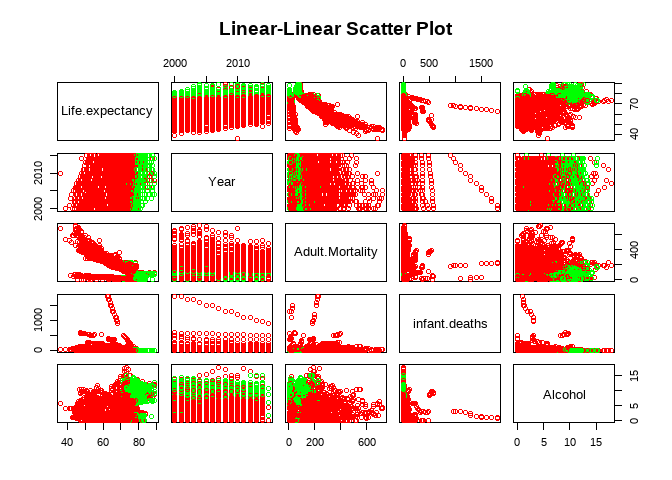 Linear-Linear Scatter Plot
2000 2010 0 500 1500
Life.expectancy
40 70
2000 2010
Year
Adult.Mortality
0 400
0 1000
infant.deaths
Alcohol
0 5 15
40 60 80 0 200 600 0 5 10 15